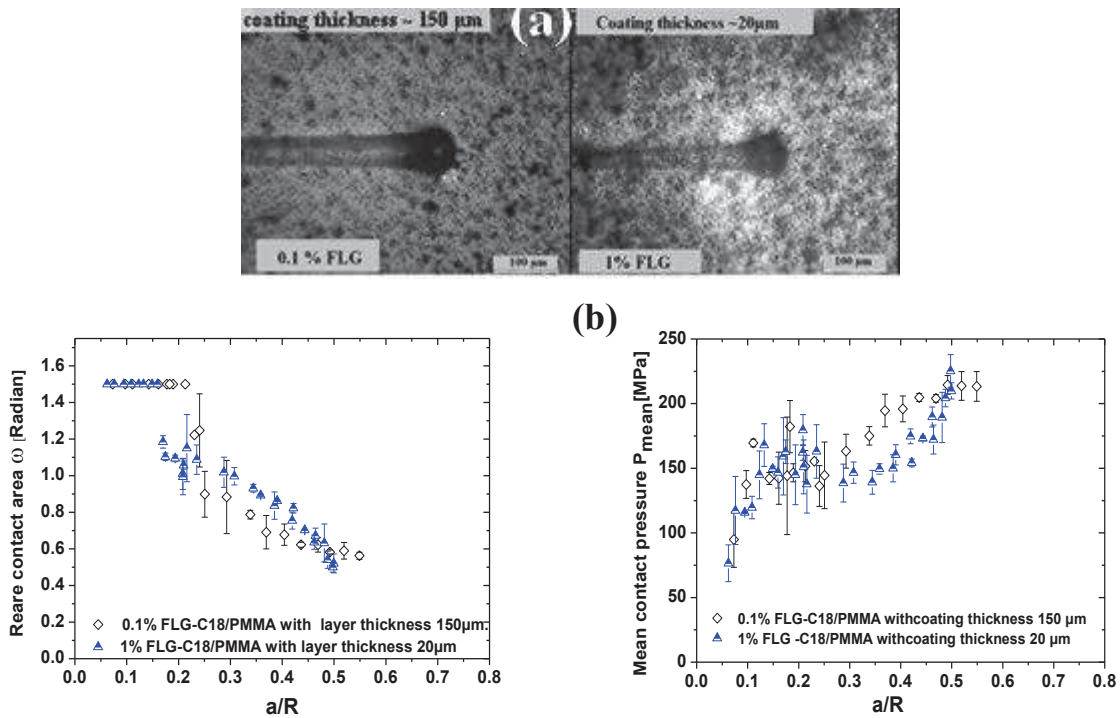 coating thickness ~ 150 µm
(a)
Coating thickness ~20µm
0.1 % FLG
100 µm
1% FLG
100 µm
(b)
Reare contact area ω [Radian]
1.6
1.4
1.2
1.0
0.8
0.6
0.4
0.2
0.0
0.1% FLG-C18/PMMA with layer thickness 150µm.
1% FLG-C18/PMMA with layer thickness 20µm
0.0 0.1 0.2 0.3 0.4 0.5 0.6 0.7 0.8
a/R
Mean contact pressure Pmean[MPa]
250
200
150
100
50
0
0.1% FLG-C18/PMMA withcoating thickness 150 µm
1% FLG -C18/PMMA withcoating thickness 20 µm
0.0 0.1 0.2 0.3 0.4 0.5 0.6 0.7 0.8
a/R